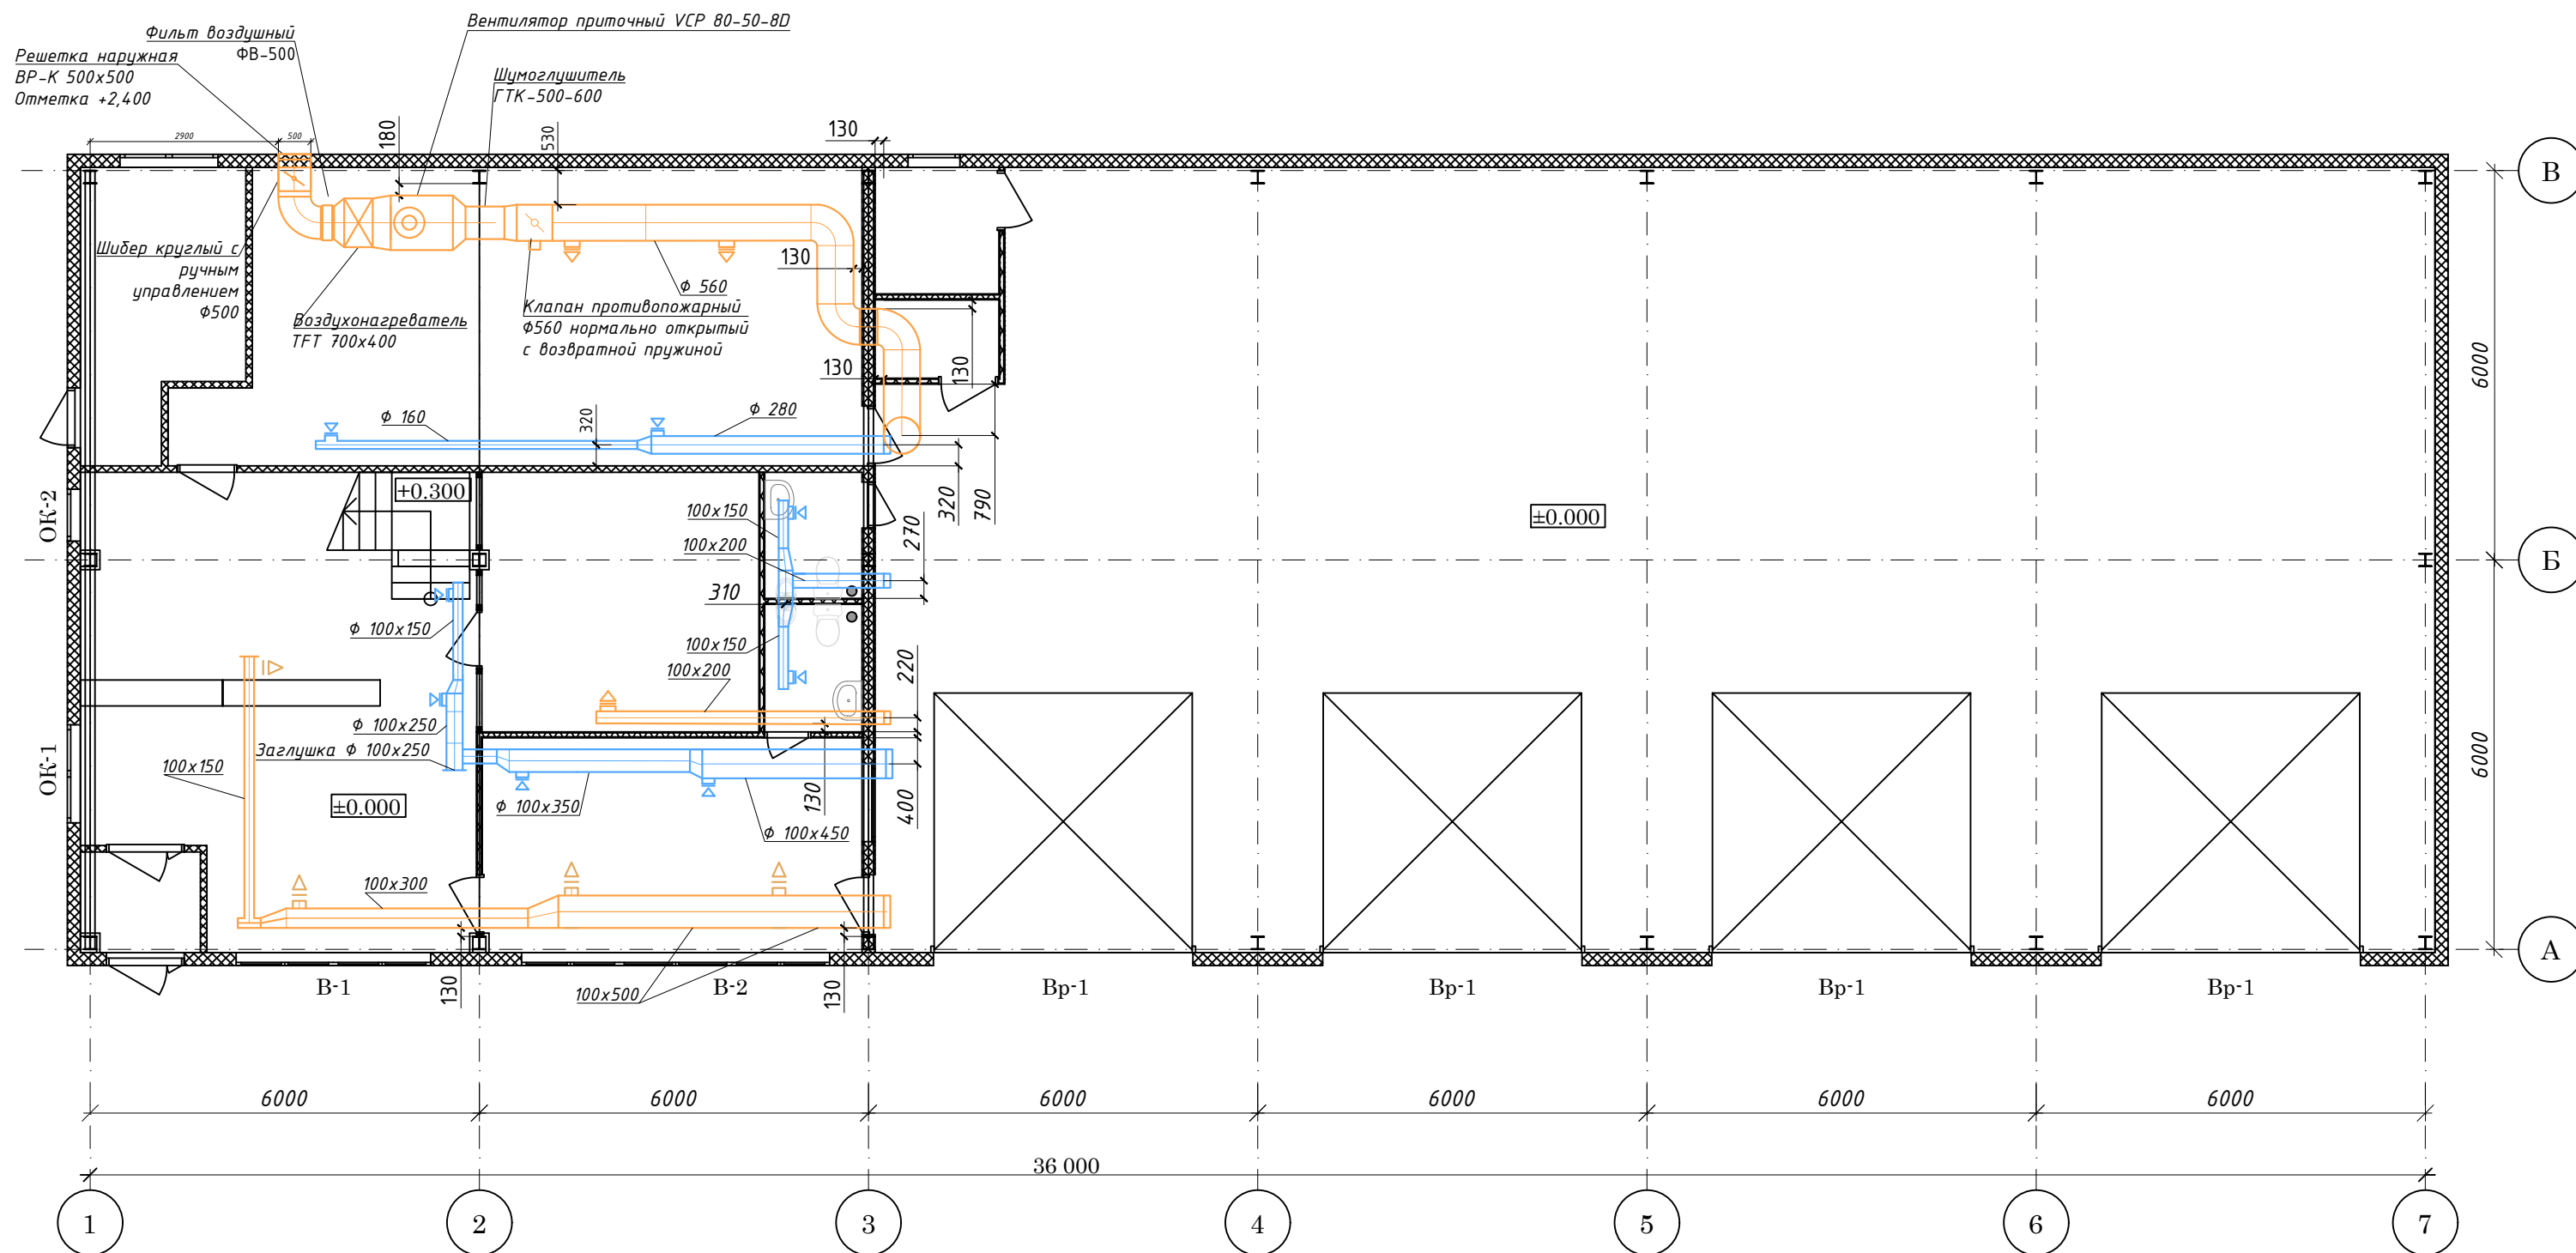 Вентилятор приточный VCP 80-50-8D
Фильт воздушный
ФВ-500
Решетка наружная
ВР-К 500х500
Отметка +2,400
Шумоглушитель
ГТК-500-600
2900
500
180
530
130
В
Шибер круглый с
ручным
управлением
Ф500
130
Ф 560
Воздухонагреватель
TFT 700х400
Клапан противопожарный
Ф560 нормально открытый
с возвратной пружиной
130
130
6000
Ф 160
320
Ф 280
ОК-2
+0.300
100х150
100х200
270
320
790
±0.000
Б
310
Ф 100х150
100х150
100х200
220
Ф 100х250
Заглушка Ф 100х250
ОК-1
100х150
±0.000
Ф 100х350
130
400
Ф 100х450
6000
100х300
А
В-1
130
100х500
В-2
130
Вр-1
Вр-1
Вр-1
Вр-1
6000
6000
6000
6000
6000
6000
36 000
1
2
3
4
5
6
7